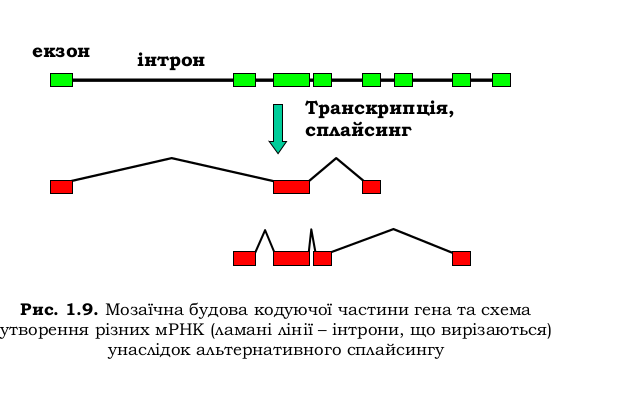 екзон
інтрон
Транскрипція,
сплайсинг
Рис. 1.9. Мозаїчна будова кодуючої частини гена та схема
утворення різних мРНК (ламані лінії – інтрони, що вирізаються)
унаслідок альтернативного сплайсингу